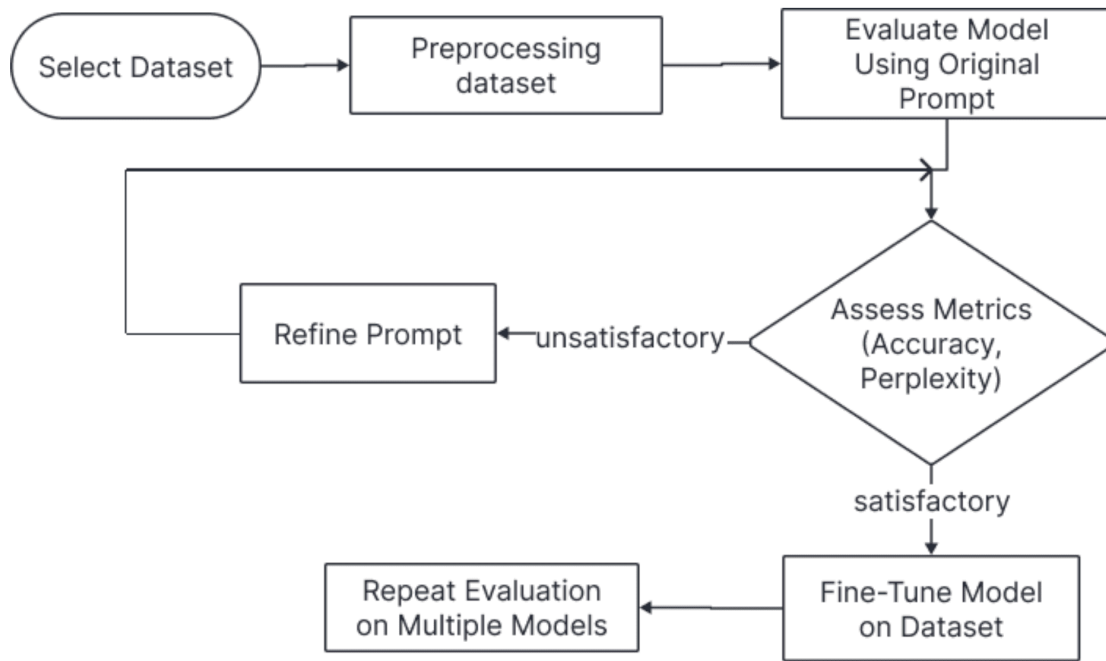 Select Dataset
Preprocessing
dataset
Evaluate Model
Using Original
Prompt
Assess Metrics
(Accuracy,
Perplexity)
unsatisfactory
Refine Prompt
satisfactory
Fine-Tune Model
on Dataset
Repeat Evaluation
on Multiple Models